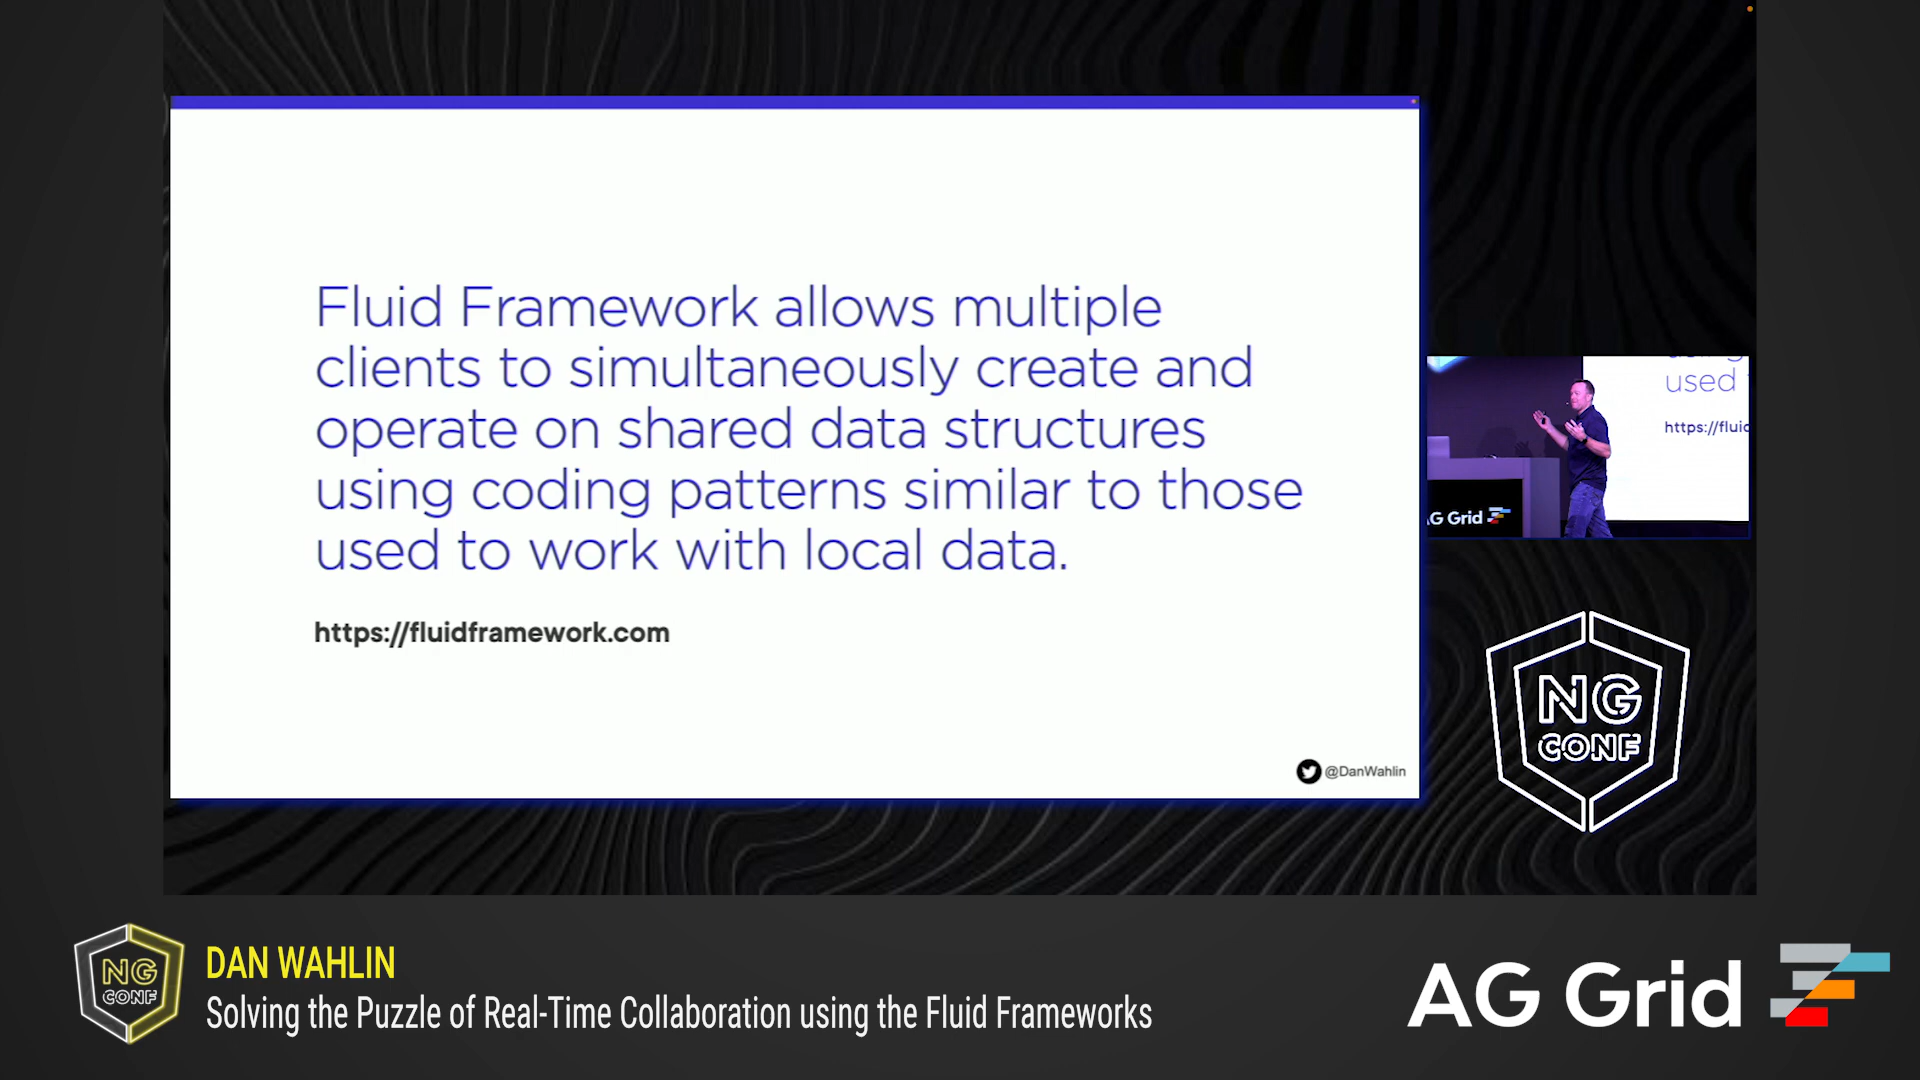 Fluid Framework allows multiple
clients to simultaneously create and
operate on shared data structures
using coding patterns similar to those
used to work with local data.
https://fluidframework.com
@DanWahlin
used
https://fluid
AG Grid
NG
CONF
NG
CONF
DAN WAHLIN
Solving the Puzzle of Real-Time Collaboration using the Fluid Frameworks
AG Grid